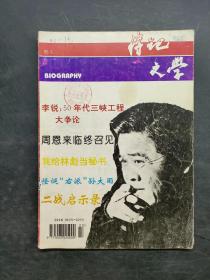 传记
文学
BIOGRAPHY
李锐:50年代三峡工程
大争论
周恩来临终召见
我给林彪当秘书
怪诞“右派”孙大雨
二战启示录